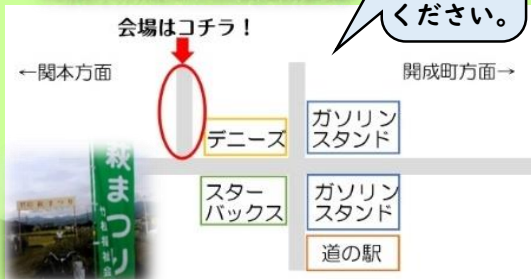 ください。
会場はコチラ！
←関本方面
開成町方面→
デニーズ
ガソリン
スタンド
スター
バックス
ガソリン
スタンド
道の駅
萩まつり